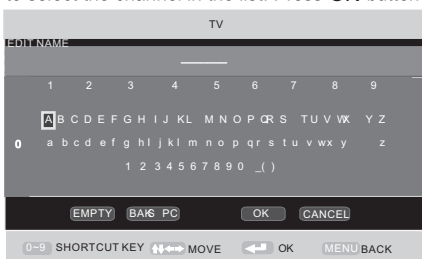 to select the channel in the list. Press OK button
TV
EDIT NAME
1 2 3 4 5 6 7 8 9
A B C D E F G H I J K L M N O P Q R S T U V W X Y Z
0 a b c d e f g h I j k l m n o p q r s t u v w x y z
1 2 3 4 5 6 7 8 9 0 _ ( )
EMPTY BAKS PC OK CANCEL
0~9 SHORTCUT KEY MOVE OK MENU BACK